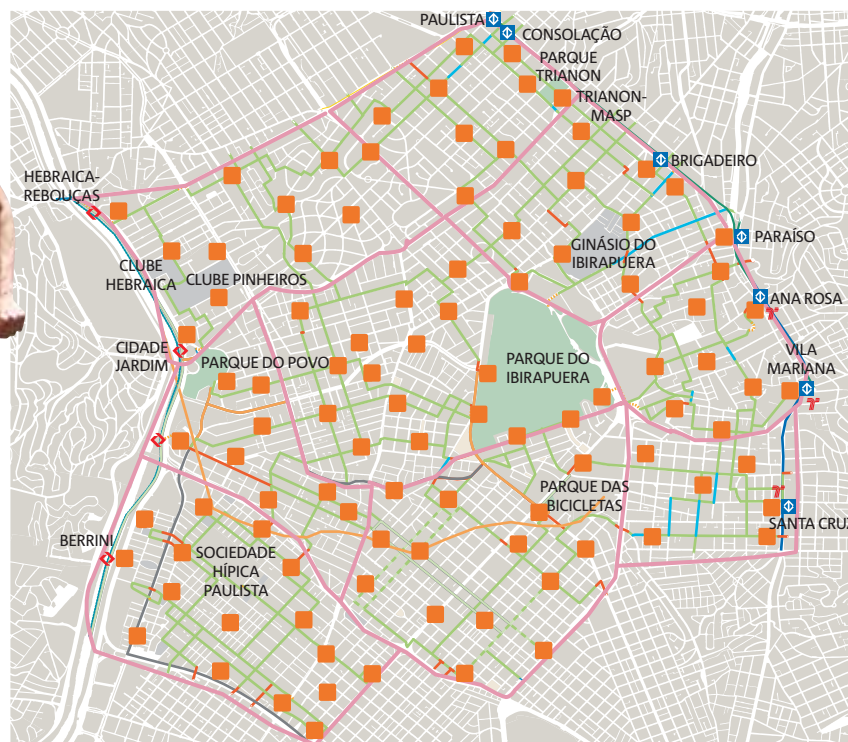 PAULISTA
CONSOLAÇÃO
PARQUE
TRIANON
TRIANON-
MASP
BRIGADEIRO
HEBRAICA-
REBOUÇAS
PARAÍSO
GINÁSIO DO
IBIRAPUERA
CLUBE
HEBRAICA
CLUBE PINHEIROS
ANA ROSA
CIDADE
JARDIM
PARQUE DO POVO
PARQUE DO
IBIRAPUERA
VILA
MARIANA
PARQUE DAS
BICICLETAS
SANTA CRUZ
BERRINI
SOCIEDADE
HÍPICA
PAULISTA